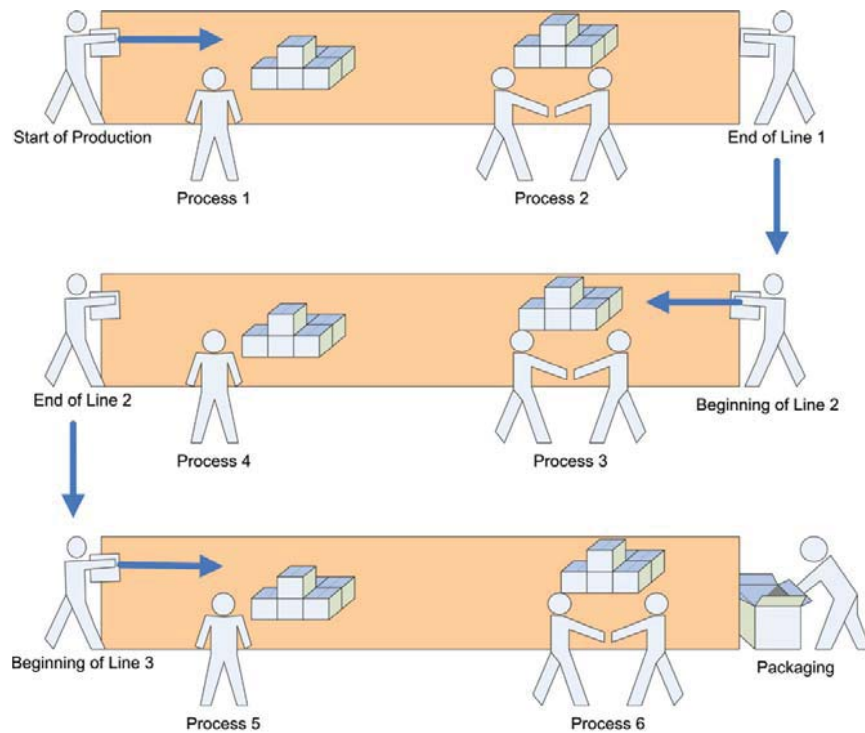 Start of Production
End of Line 1
Process 1
Process 2
End of Line 2
Beginning of Line 2
Process 4
Process 3
Beginning of Line 3
Packaging
Process 5
Process 6